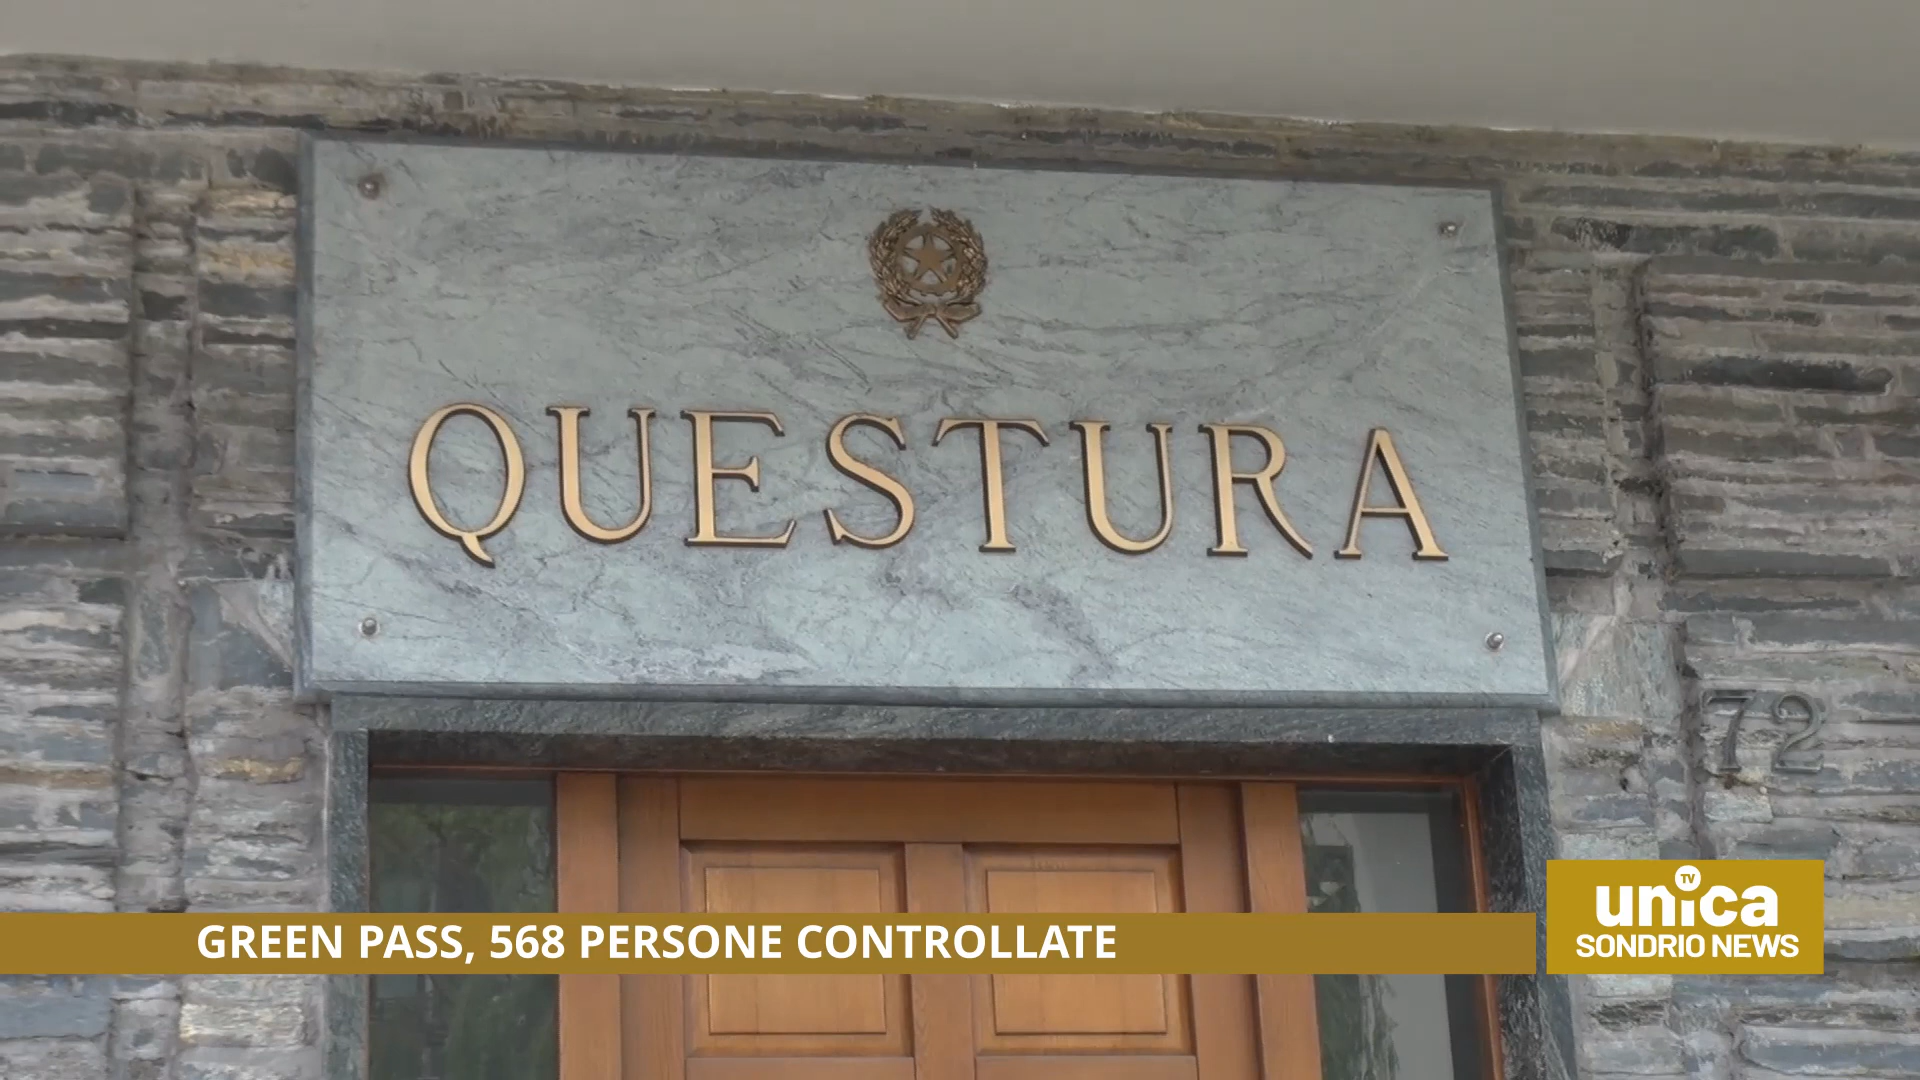 QUESTURA
72
GREEN PASS, 568 PERSONE CONTROLLATE
unica TV
SONDRIO NEWS